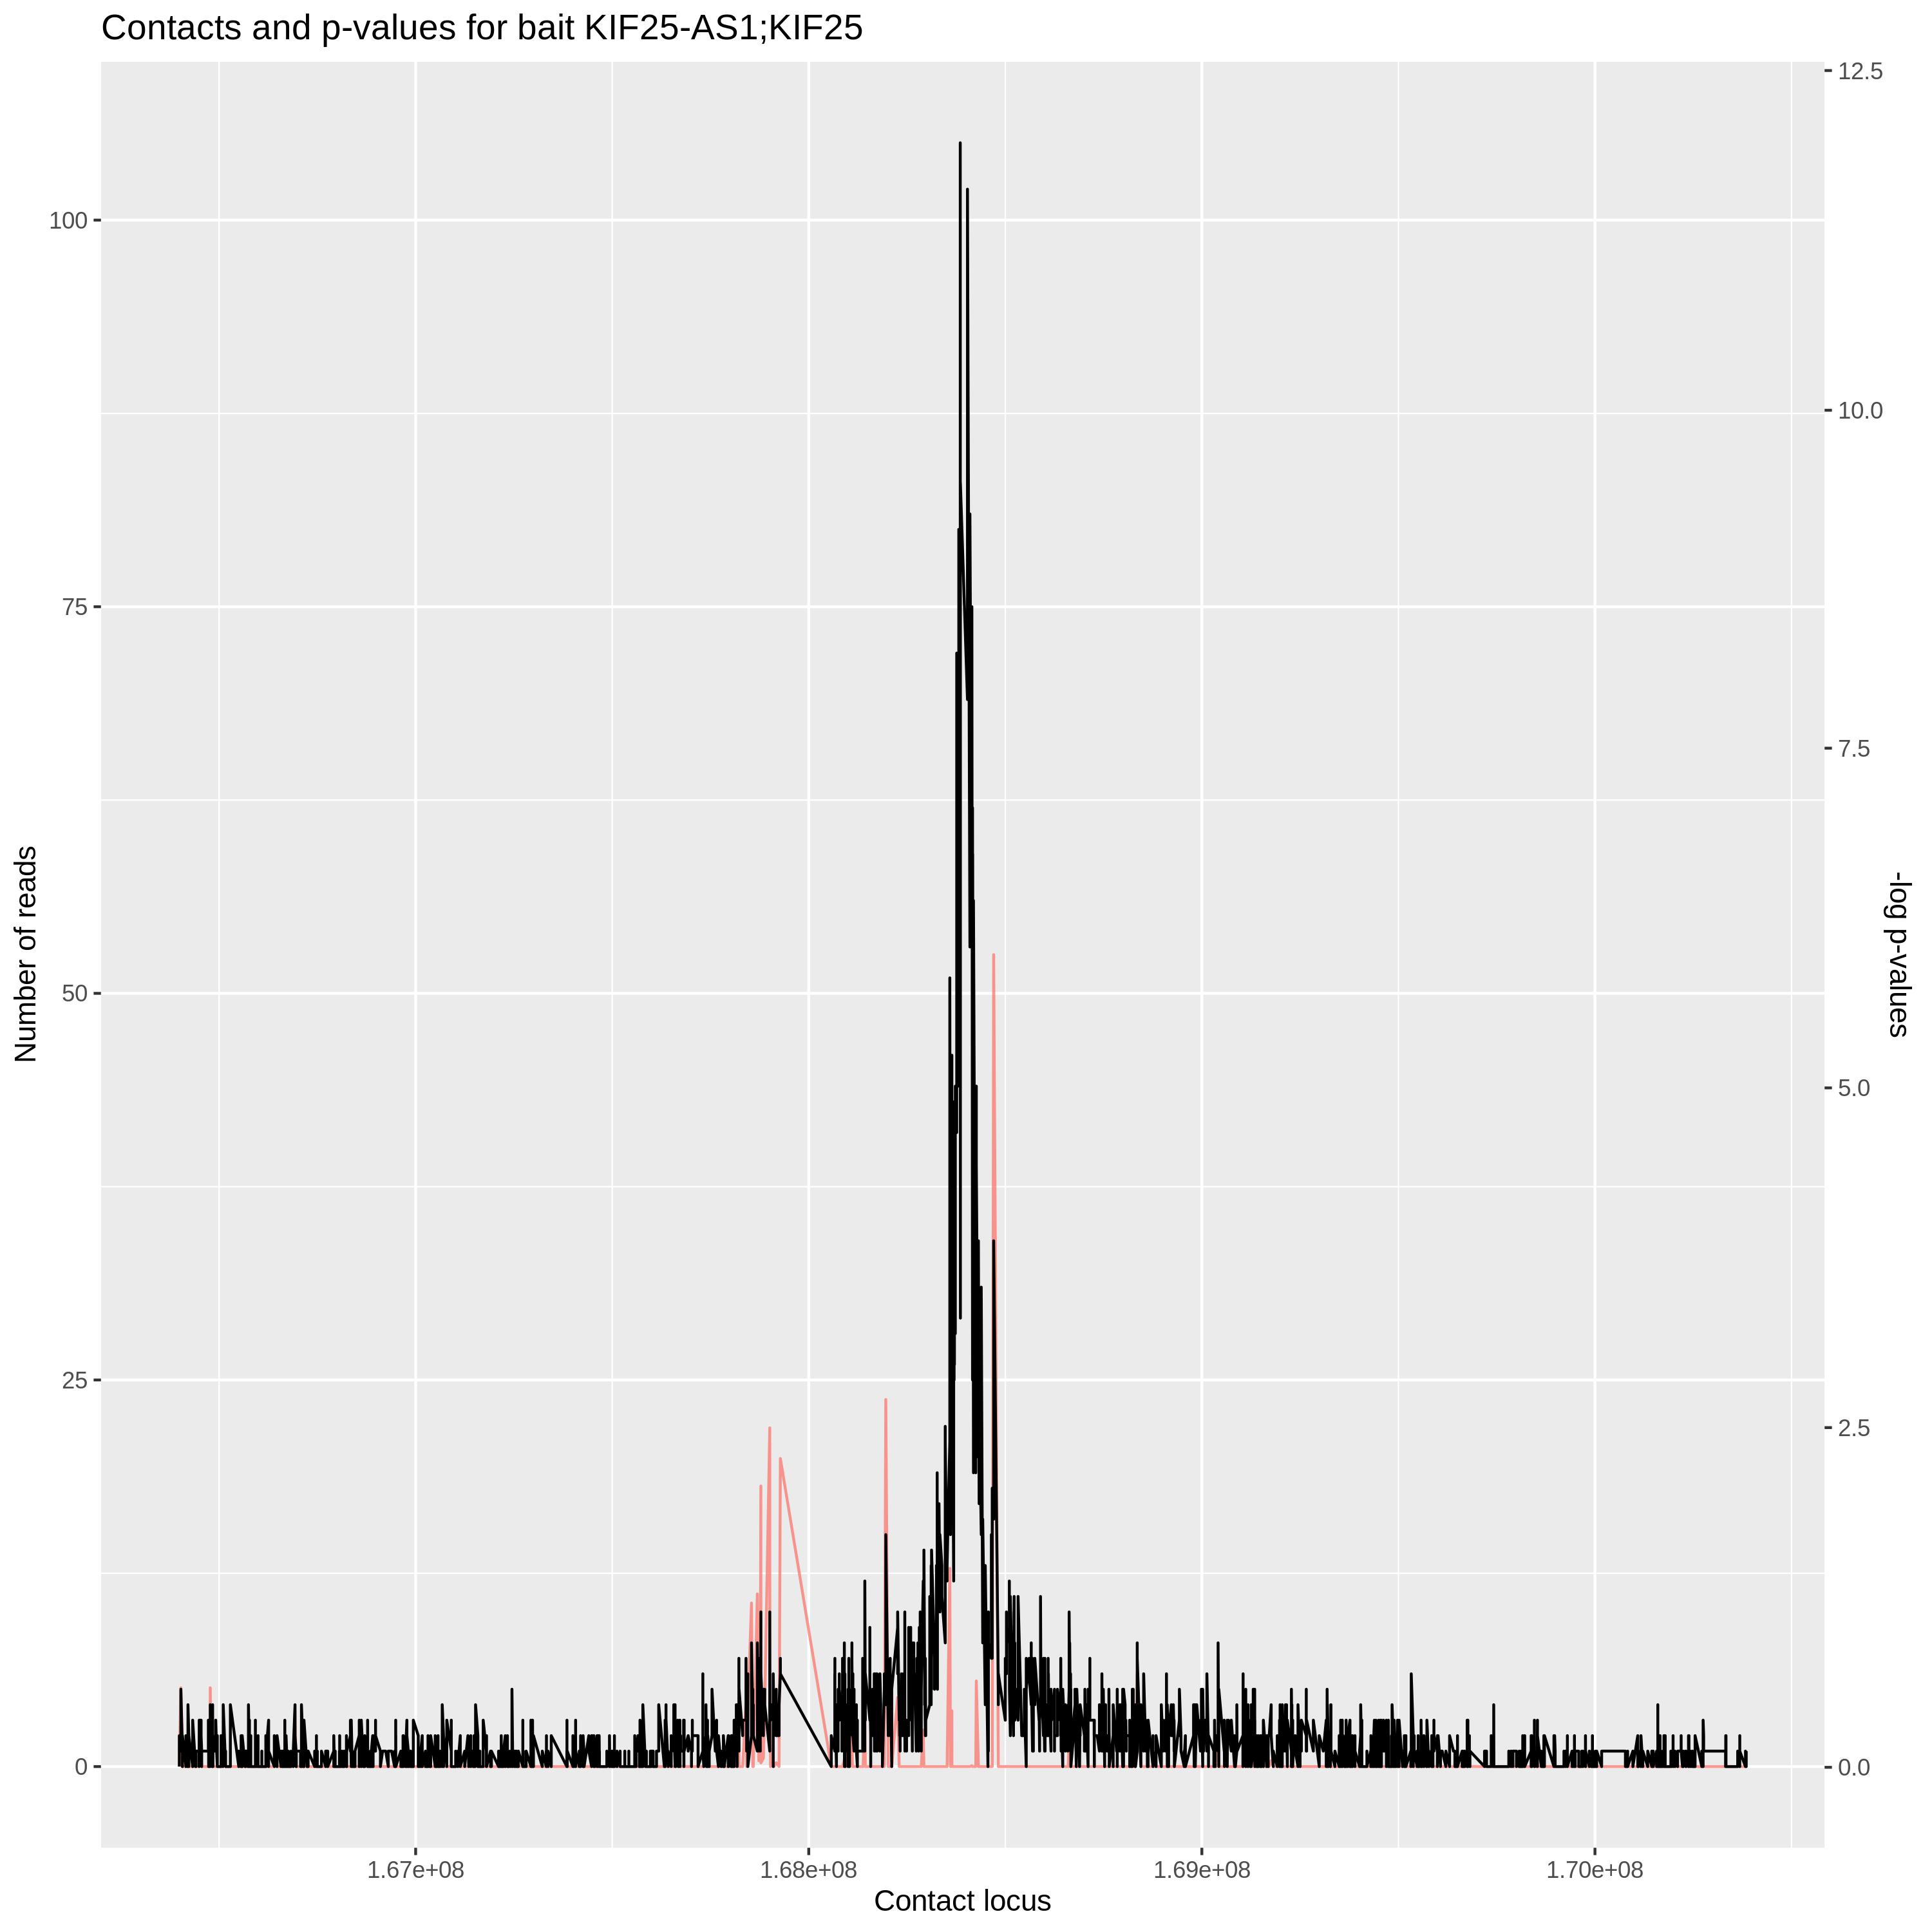 Contacts and p-values for bait KIF25-AS1;KIF25
Number of reads
100
75
50
25
0
12.5
10.0
7.5
5.0
2.5
0.0
-log p-values
1.67e+08
1.68e+08
1.69e+08
1.70e+08
Contact locus